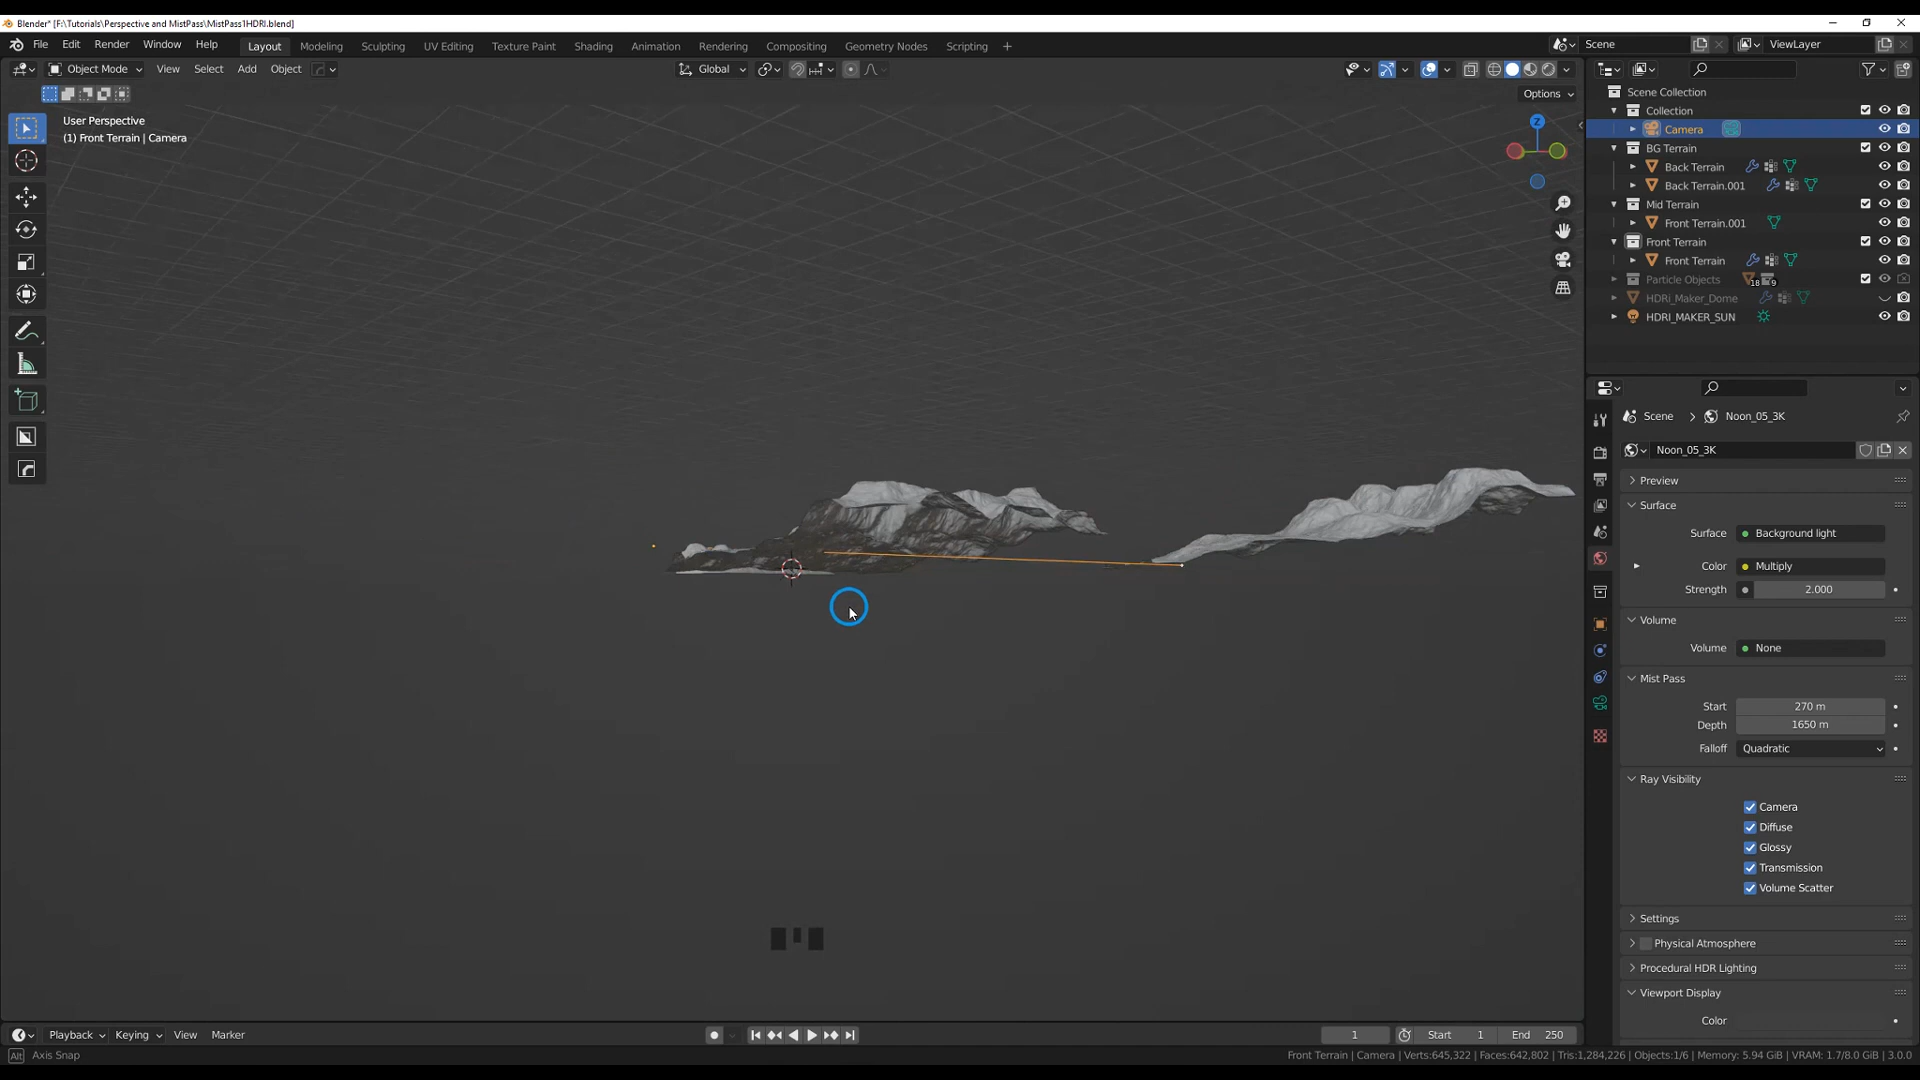 Blender* [F:\Tutorials\Perspective and MistPass\MistPass1HDRI.blend]
File Edit Render Window Help Layout Modeling Sculpting UV Editing Texture Paint Shading Animation Rendering Compositing Geometry Nodes Scripting + Scene ViewLayer
Object Mode View Select Add Object Global
Options
User Perspective
(1) Front Terrain | Camera
Z
Scene Collection
Collection
Camera
BG Terrain
Back Terrain
Back Terrain.001
Mid Terrain
Front Terrain.001
Front Terrain
Front Terrain
Particle Objects 18 9
HDRi_Maker_Dome
HDRI_MAKER_SUN
Scene > Noon_05_3K
Noon_05_3K
Preview
Surface
Surface Background light
Color Multiply
Strength 2.000
Volume
Volume None
Mist Pass
Start 270 m
Depth 1650 m
Falloff Quadratic
Ray Visibility
Camera
Diffuse
Glossy
Transmission
Volume Scatter
Settings
Physical Atmosphere
Procedural HDR Lighting
Viewport Display
Color
Playback Keying View Marker 1 Start 1 End 250
Alt Axis Snap
Front Terrain | Camera | Verts:645,322 | Faces:642,802 | Tris:1,284,226 | Objects:1/6 | Memory: 5.94 GiB | VRAM: 1.7/8.0 GiB | 3.0.0